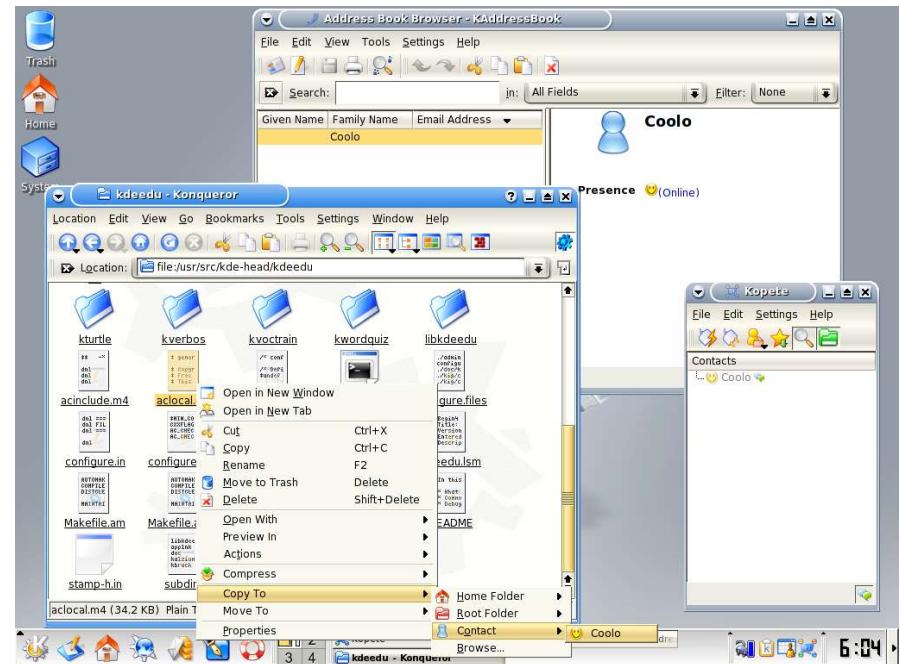 Address Book Browser - KAddressBook
File Edit View Tools Settings Help
Search: in: All Fields Filter: None
Given Name Family Name Email Address
Coolo
Coolo
Presence (Online)
Trash
Home
kdeedu - Konqueror
Location Edit View Go Bookmarks Tools Settings Window Help
Location: file:/usr/src/kde-head/kdeedu
kturtle kverbos kvoctrain kwordquiz libkdeedu
acinclude.m4 aclocal. gure.files
configure.in configure eedu.lsm
Makefile.am Makefile.a EADME
stamp-h.in subdir
aclocal.m4 (34.2 KB) Plain T
Open in New Window
Open in New Tab
Cut Ctrl+X
Copy Ctrl+C
Rename F2
Move to Trash Delete
Delete Shift+Delete
Open With
Preview In
Actions
Compress
Copy To
Move To
Properties
Home Folder
Root Folder
Contact
Browse...
Coolo
Kopete
File Edit Settings Help
Contacts
Coolo
2
3 4
Kopete
kdeedu - Konqueror
6:04